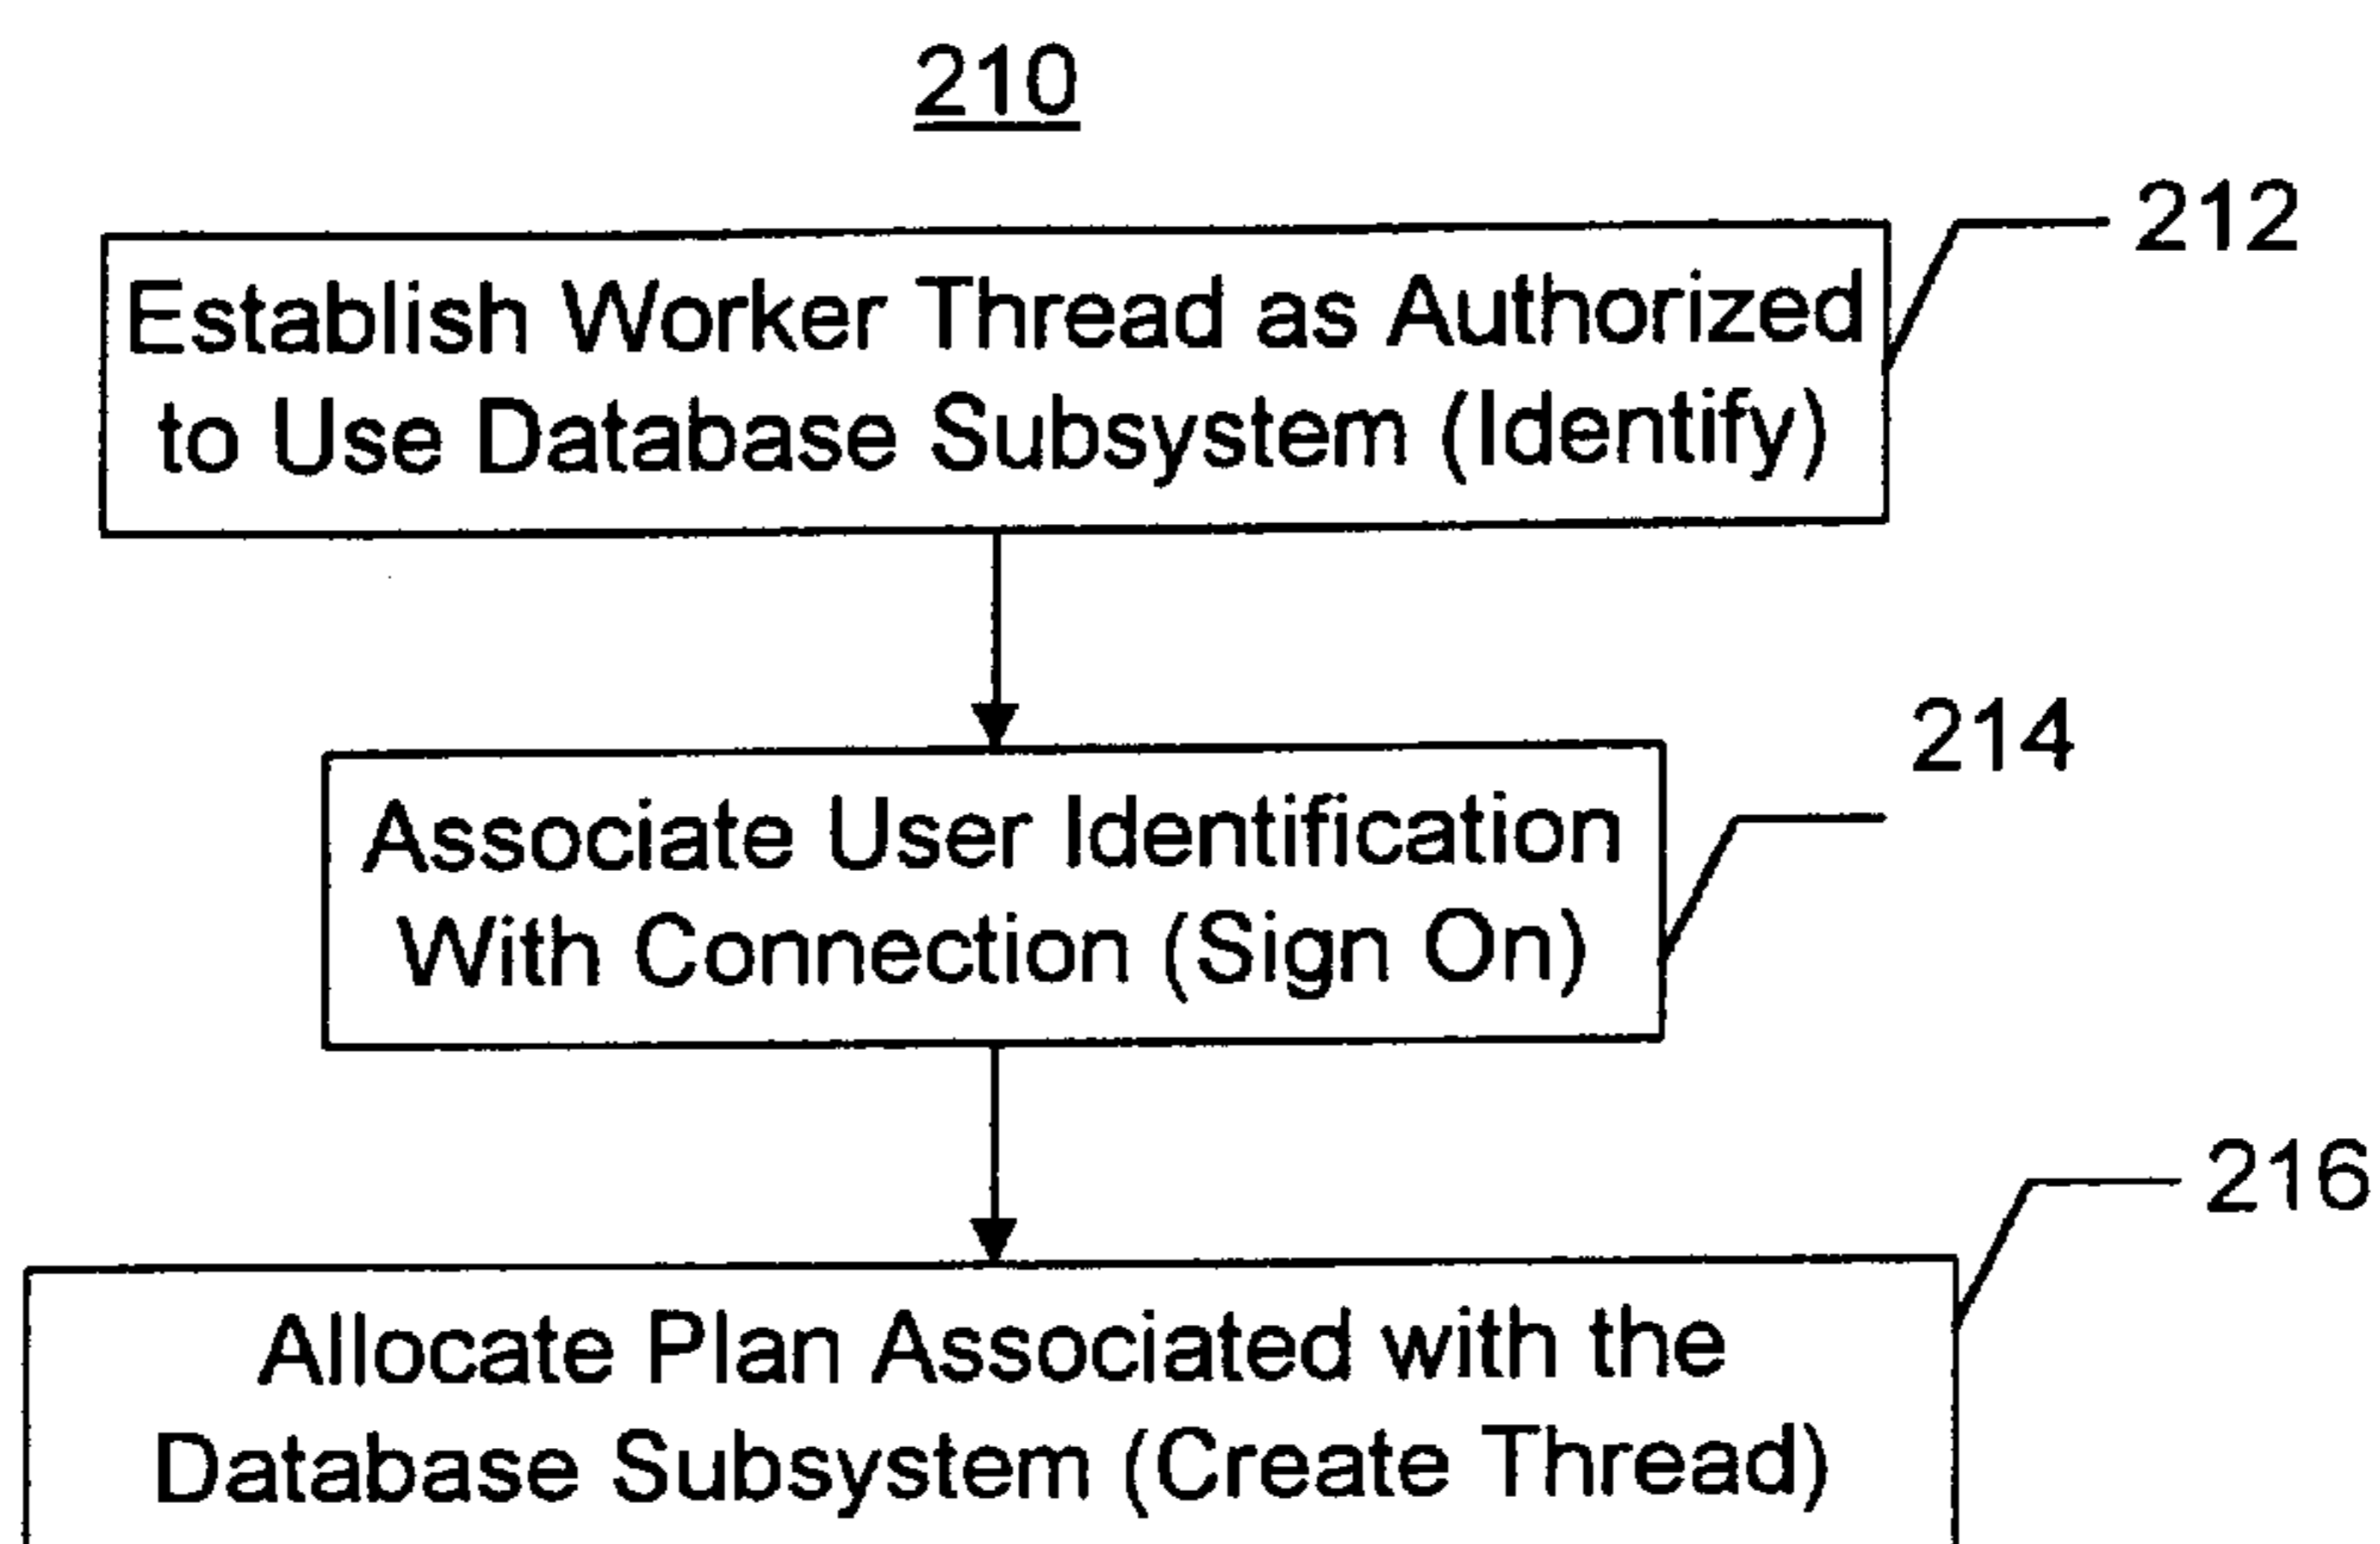 210
212
Establish Worker Thread as Authorized
to Use Database Subsystem (Identify)
214
Associate User Identification
With Connection (Sign On)
216
Allocate Plan Associated with the
Database Subsystem (Create Thread)